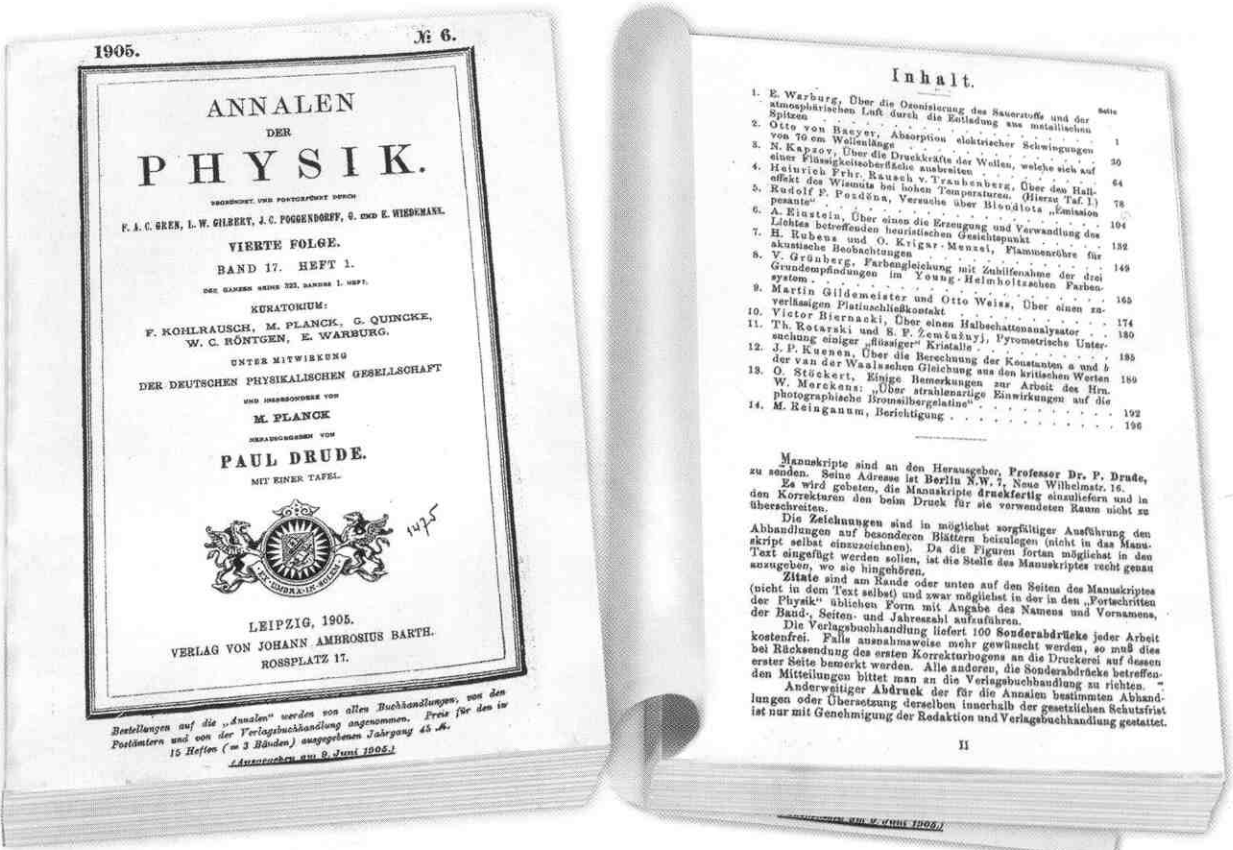 1905.
№ 6.
ANNALEN
DER
PHYSIK.
BEGRÜNDET UND FORTGEFÜHRT DURCH
F. A. C. GREN, L. W. GILBERT, J. C. POGGENDORFF, G. UND E. WIEDEMANN.
VIERTE FOLGE.
BAND 17. HEFT 1.
DER GANZEN REIHE 322. BANDES 1. HEFT.
KURATORIUM:
F. KOHLRAUSCH, M. PLANCK, G. QUINCKE,
W. C. RÖNTGEN, E. WARBURG.
UNTER MITWIRKUNG
DER DEUTSCHEN PHYSIKALISCHEN GESELLSCHAFT
UND INSBESONDERE VON
M. PLANCK
HERAUSGEGEBEN VON
PAUL DRUDE.
MIT EINER TAFEL.
1475
EX UMBRA IN SOLEM
LEIPZIG, 1905.
VERLAG VON JOHANN AMBROSIUS BARTH.
ROSSPLATZ 17.
Bestellungen auf die „Annalen“ werden von allen Buchhandlungen, von den
Postämtern und von der Verlagsbuchhandlung angenommen. Preis für den in
15 Heften (= 3 Bänden) ausgegebenen Jahrgang 45 M.
(Ausgegeben am 9. Juni 1905.)
Inhalt.
Seite
1. E. Warburg, Über die Ozonisierung des Sauerstoffs und der
atmosphärischen Luft durch die Entladung aus metallischen
Spitzen . . . . . 1
2. Otto von Baeyer, Absorption elektrischer Schwingungen
von 70 cm Wellenlänge . . . . . 30
3. N. Kapzov, Über die Druckkräfte der Wellen, welche sich auf
einer Flüssigkeitsoberfläche ausbreiten . . . . . 64
4. Heinrich Frhr. Rausch v. Traubenberg, Über den Hall-
effekt des Wismuts bei hohen Temperaturen. (Hierzu Taf. I.) 78
5. Rudolf F. Pozděna, Versuche über Blondlots „Emission
pesante“ . . . . . 104
6. A. Einstein, Über einen die Erzeugung und Verwandlung des
Lichtes betreffenden heuristischen Gesichtspunkt . . . . . 132
7. H. Rubens und O. Krigar-Menzel, Flammenröhre für
akustische Beobachtungen . . . . . 149
8. V. Grünberg, Farbengleichung mit Zuhilfenahme der drei
Grundempfindungen im Young-Helmholtzschen Farben-
system . . . . . 165
9. Martin Gildemeister und Otto Weiss, Über einen zu-
verlässigen Platinschließkontakt . . . . . 174
10. Victor Biernacki, Über einen Halbschattenanalysator . . . . . 180
11. Th. Rotarski und S. F. Žemčužnyj, Pyrometrische Unter-
suchung einiger „flüssiger“ Kristalle . . . . . 185
12. J. P. Kuenen, Über die Berechnung der Konstanten a und b
der van der Waalsschen Gleichung aus den kritischen Werten 189
13. O. Stöckert, Einige Bemerkungen zur Arbeit des Hrn.
W. Merckens: „Über strahlenartige Einwirkungen auf die
photographische Bromsilbergelatine“ . . . . . 192
14. M. Reinganum, Berichtigung . . . . . 196
Manuskripte sind an den Herausgeber, Professor Dr. P. Drude,
zu senden. Seine Adresse ist Berlin N.W. 7, Neue Wilhelmstr. 16.
Es wird gebeten, die Manuskripte druckfertig einzuliefern und in
den Korrekturen den beim Druck für sie verwendeten Raum nicht zu
überschreiten.
Die Zeichnungen sind in möglichst sorgfältiger Ausführung den
Abhandlungen auf besonderen Blättern beizulegen (nicht in das Manu-
skript selbst einzuzeichnen). Da die Figuren fortan möglichst in den
Text eingefügt werden sollen, ist die Stelle des Manuskriptes recht genau
anzugeben, wo sie hingehören.
Zitate sind am Rande oder unten auf den Seiten des Manuskriptes
(nicht in dem Text selbst) und zwar möglichst in der in den „Fortschritten
der Physik“ üblichen Form mit Angabe des Namens und Vornamens,
der Band-, Seiten- und Jahreszahl aufzuführen.
Die Verlagsbuchhandlung liefert 100 Sonderabdrücke jeder Arbeit
kostenfrei. Falls ausnahmsweise mehr gewünscht werden, so muß dies
bei Rücksendung des ersten Korrekturbogens an die Druckerei auf dessen
erster Seite bemerkt werden. Alle anderen, die Sonderabdrücke betreffen-
den Mitteilungen bittet man an die Verlagsbuchhandlung zu richten.
Anderweitiger Abdruck der für die Annalen bestimmten Abhand-
lungen oder Übersetzung derselben innerhalb der gesetzlichen Schutzfrist
ist nur mit Genehmigung der Redaktion und Verlagsbuchhandlung gestattet.
II
(Ausgegeben am 9. Juni 1905.)